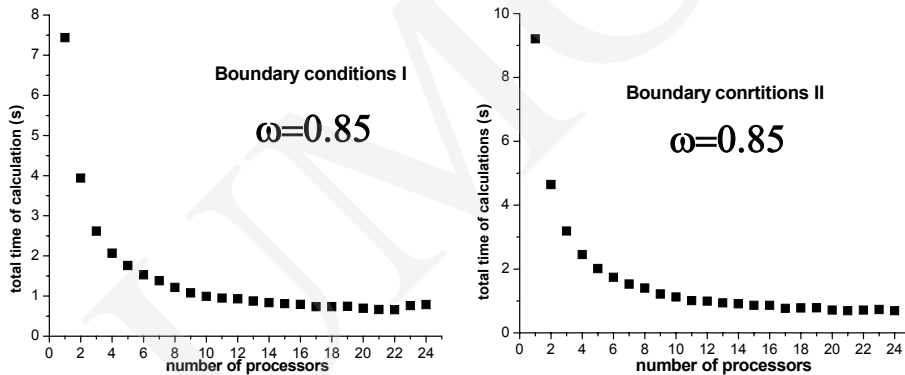 8
7
6
5
4
3
2
1
0
total time of calculation (s)
Boundary conditions I
ω=0.85
0 2 4 6 8 10 12 14 16 18 20 22 24
number of processors
10
8
6
4
2
0
total time of calculations (s)
Boundary conrtitions II
ω=0.85
0 2 4 6 8 10 12 14 16 18 20 22 24
number of processors